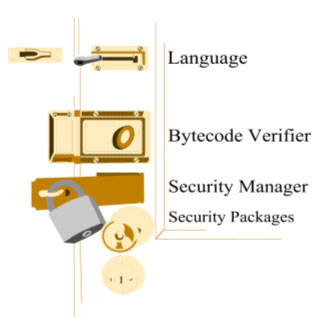 Language
Bytecode Verifier
Security Manager
Security Packages